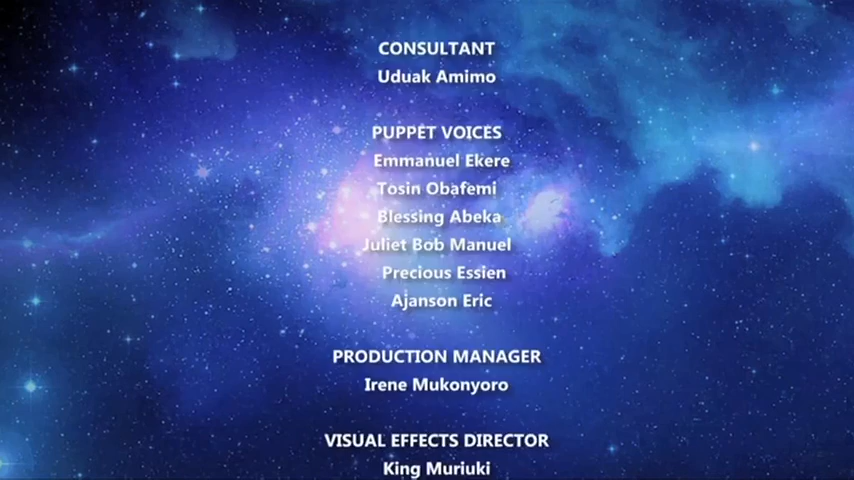 CONSULTANT
Uduak Amimo
PUPPET VOICES
Emmanuel Ekere
Tosin Obafemi
Blessing Abeka
Juliet Bob Manuel
Precious Essien
Ajanson Eric
PRODUCTION MANAGER
Irene Mukonyoro
VISUAL EFFECTS DIRECTOR
King Muriuki